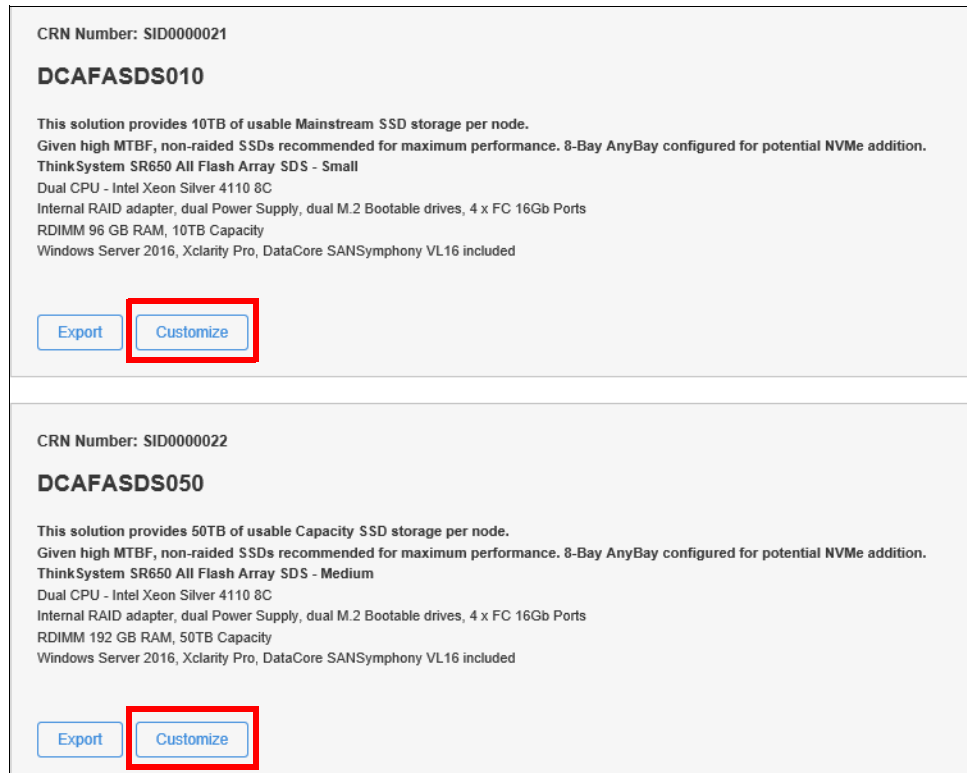 CRN Number: SID0000021
DCAFASDS010
This solution provides 10TB of usable Mainstream SSD storage per node.
Given high MTBF, non-raided SSDs recommended for maximum performance. 8-Bay AnyBay configured for potential NVMe addition.
ThinkSystem SR650 All Flash Array SDS - Small
Dual CPU - Intel Xeon Silver 4110 8C
Internal RAID adapter, dual Power Supply, dual M.2 Bootable drives, 4 x FC 16Gb Ports
RDIMM 96 GB RAM, 10TB Capacity
Windows Server 2016, Xclarity Pro, DataCore SANSymphony VL16 included
Export Customize
CRN Number: SID0000022
DCAFASDS050
This solution provides 50TB of usable Capacity SSD storage per node.
Given high MTBF, non-raided SSDs recommended for maximum performance. 8-Bay AnyBay configured for potential NVMe addition.
ThinkSystem SR650 All Flash Array SDS - Medium
Dual CPU - Intel Xeon Silver 4110 8C
Internal RAID adapter, dual Power Supply, dual M.2 Bootable drives, 4 x FC 16Gb Ports
RDIMM 192 GB RAM, 50TB Capacity
Windows Server 2016, Xclarity Pro, DataCore SANSymphony VL16 included
Export Customize